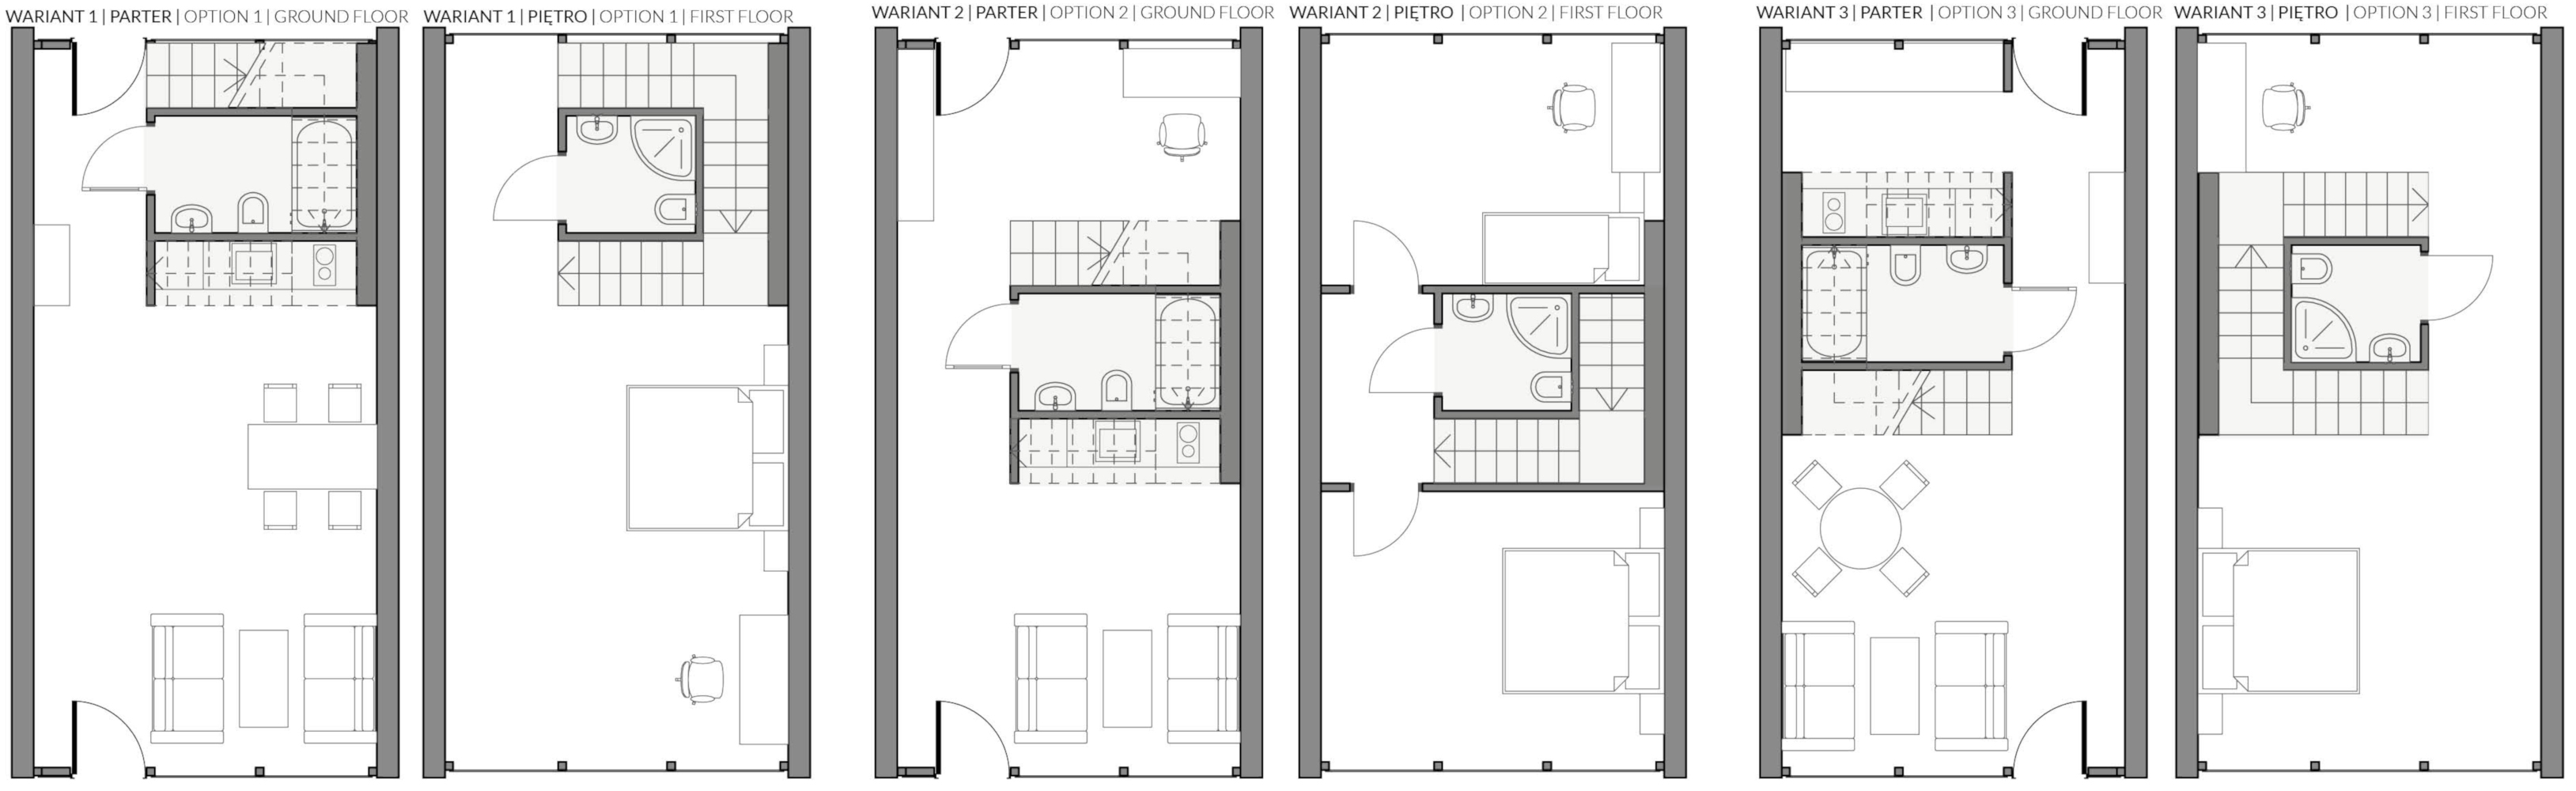 WARIANT 1 | PARTER | OPTION 1 | GROUND FLOOR
WARIANT 1 | PIĘTRO | OPTION 1 | FIRST FLOOR
WARIANT 2 | PARTER | OPTION 2 | GROUND FLOOR
WARIANT 2 | PIĘTRO | OPTION 2 | FIRST FLOOR
WARIANT 3 | PARTER | OPTION 3 | GROUND FLOOR
WARIANT 3 | PIĘTRO | OPTION 3 | FIRST FLOOR